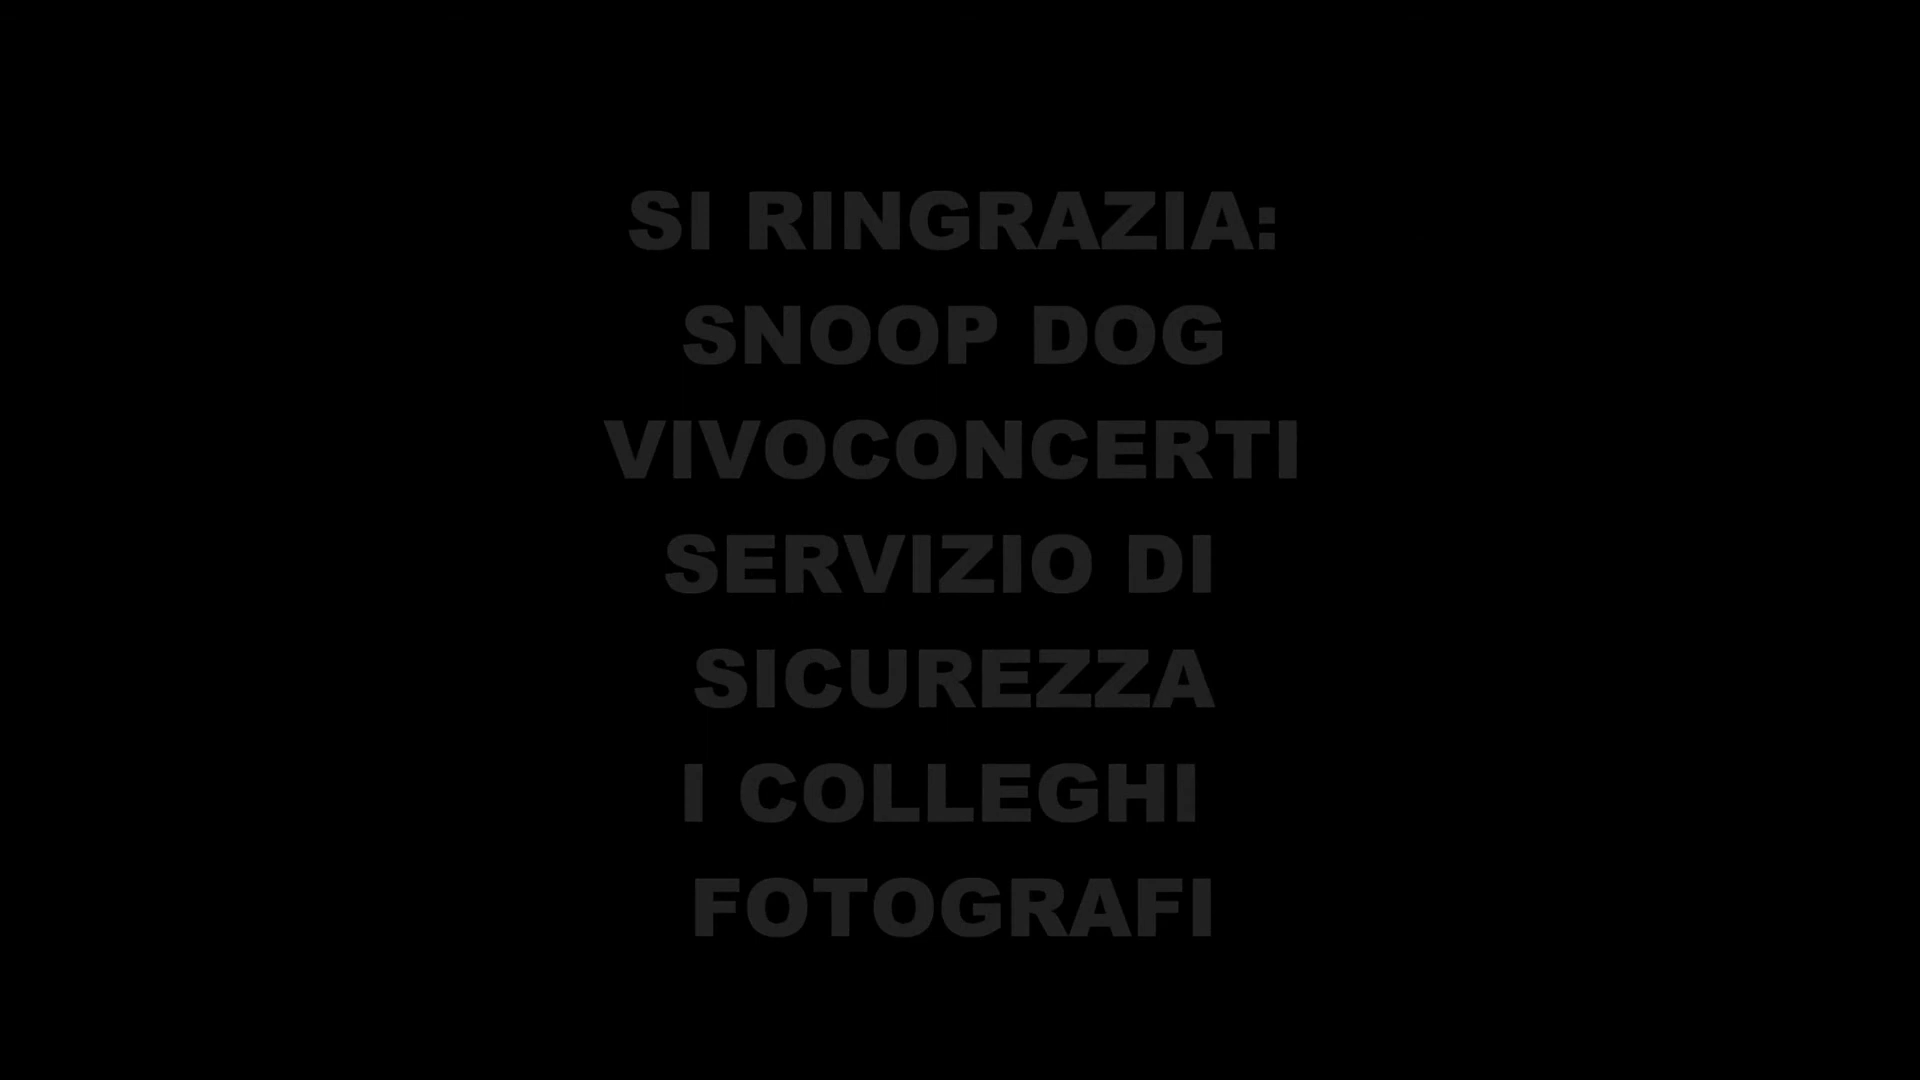 SI RINGRAZIA:
SNOOP DOG
VIVOCONCERTI
SERVIZIO DI
SICUREZZA
I COLLEGHI
FOTOGRAFI